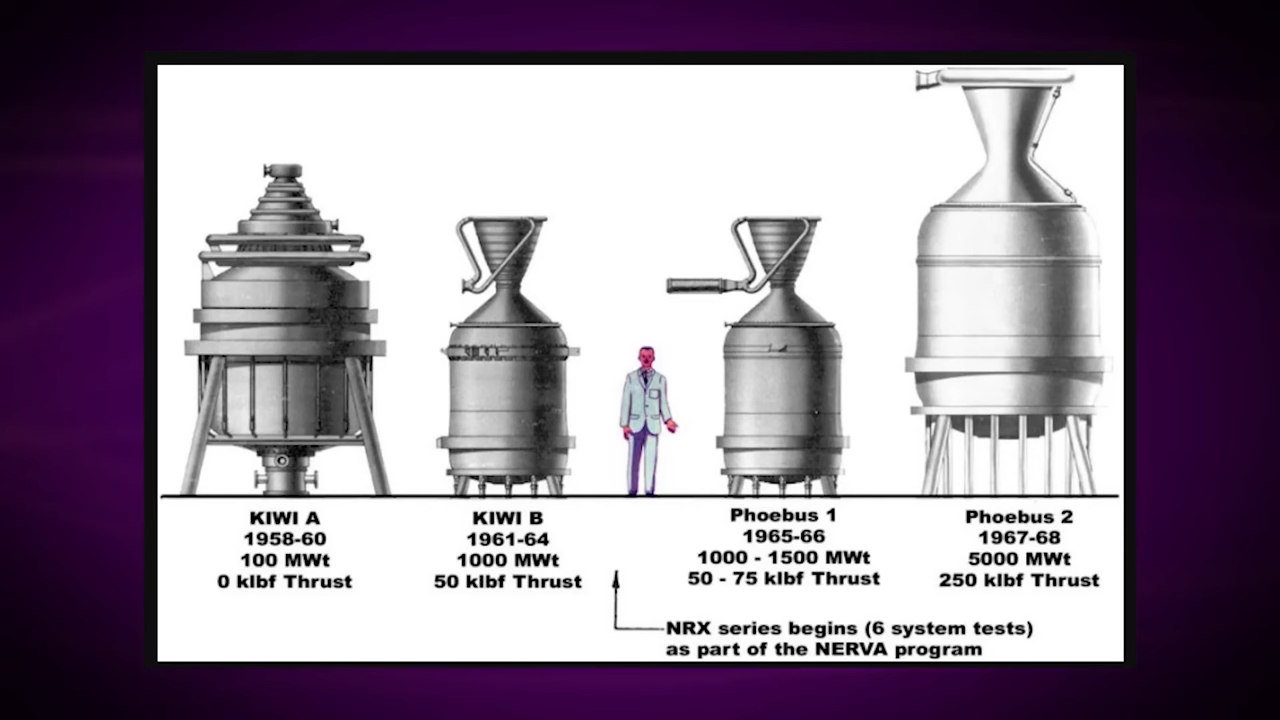 KIWI A
1958-60
100 MWt
0 klbf Thrust
KIWI B
1961-64
1000 MWt
50 klbf Thrust
Phoebus 1
1965-66
1000 - 1500 MWt
50 - 75 klbf Thrust
Phoebus 2
1967-68
5000 MWt
250 klbf Thrust
NRX series begins (6 system tests)
as part of the NERVA program